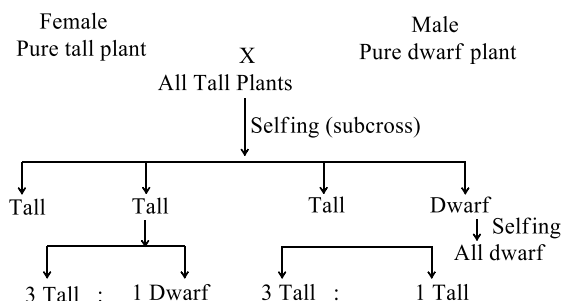 Female
Pure tall plant
Male
Pure dwarf plant
X
All Tall Plants
Selfing (subcross)
Tall Tall Tall Dwarf
Selfing
All dwarf
3 Tall : 1 Dwarf 3 Tall : 1 Tall